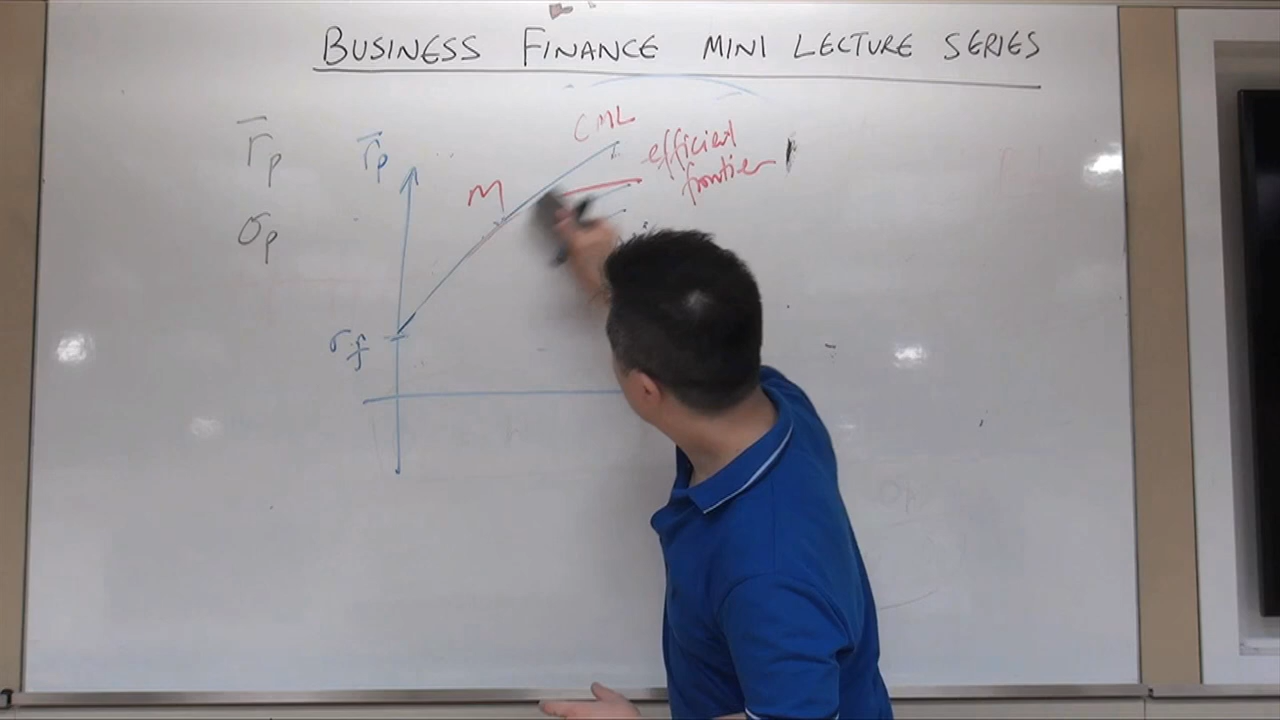 BUSINESS FINANCE MINI LECTURE SERIES
r̅p
σp
r̅p
rf
M
CML
efficient
frontier